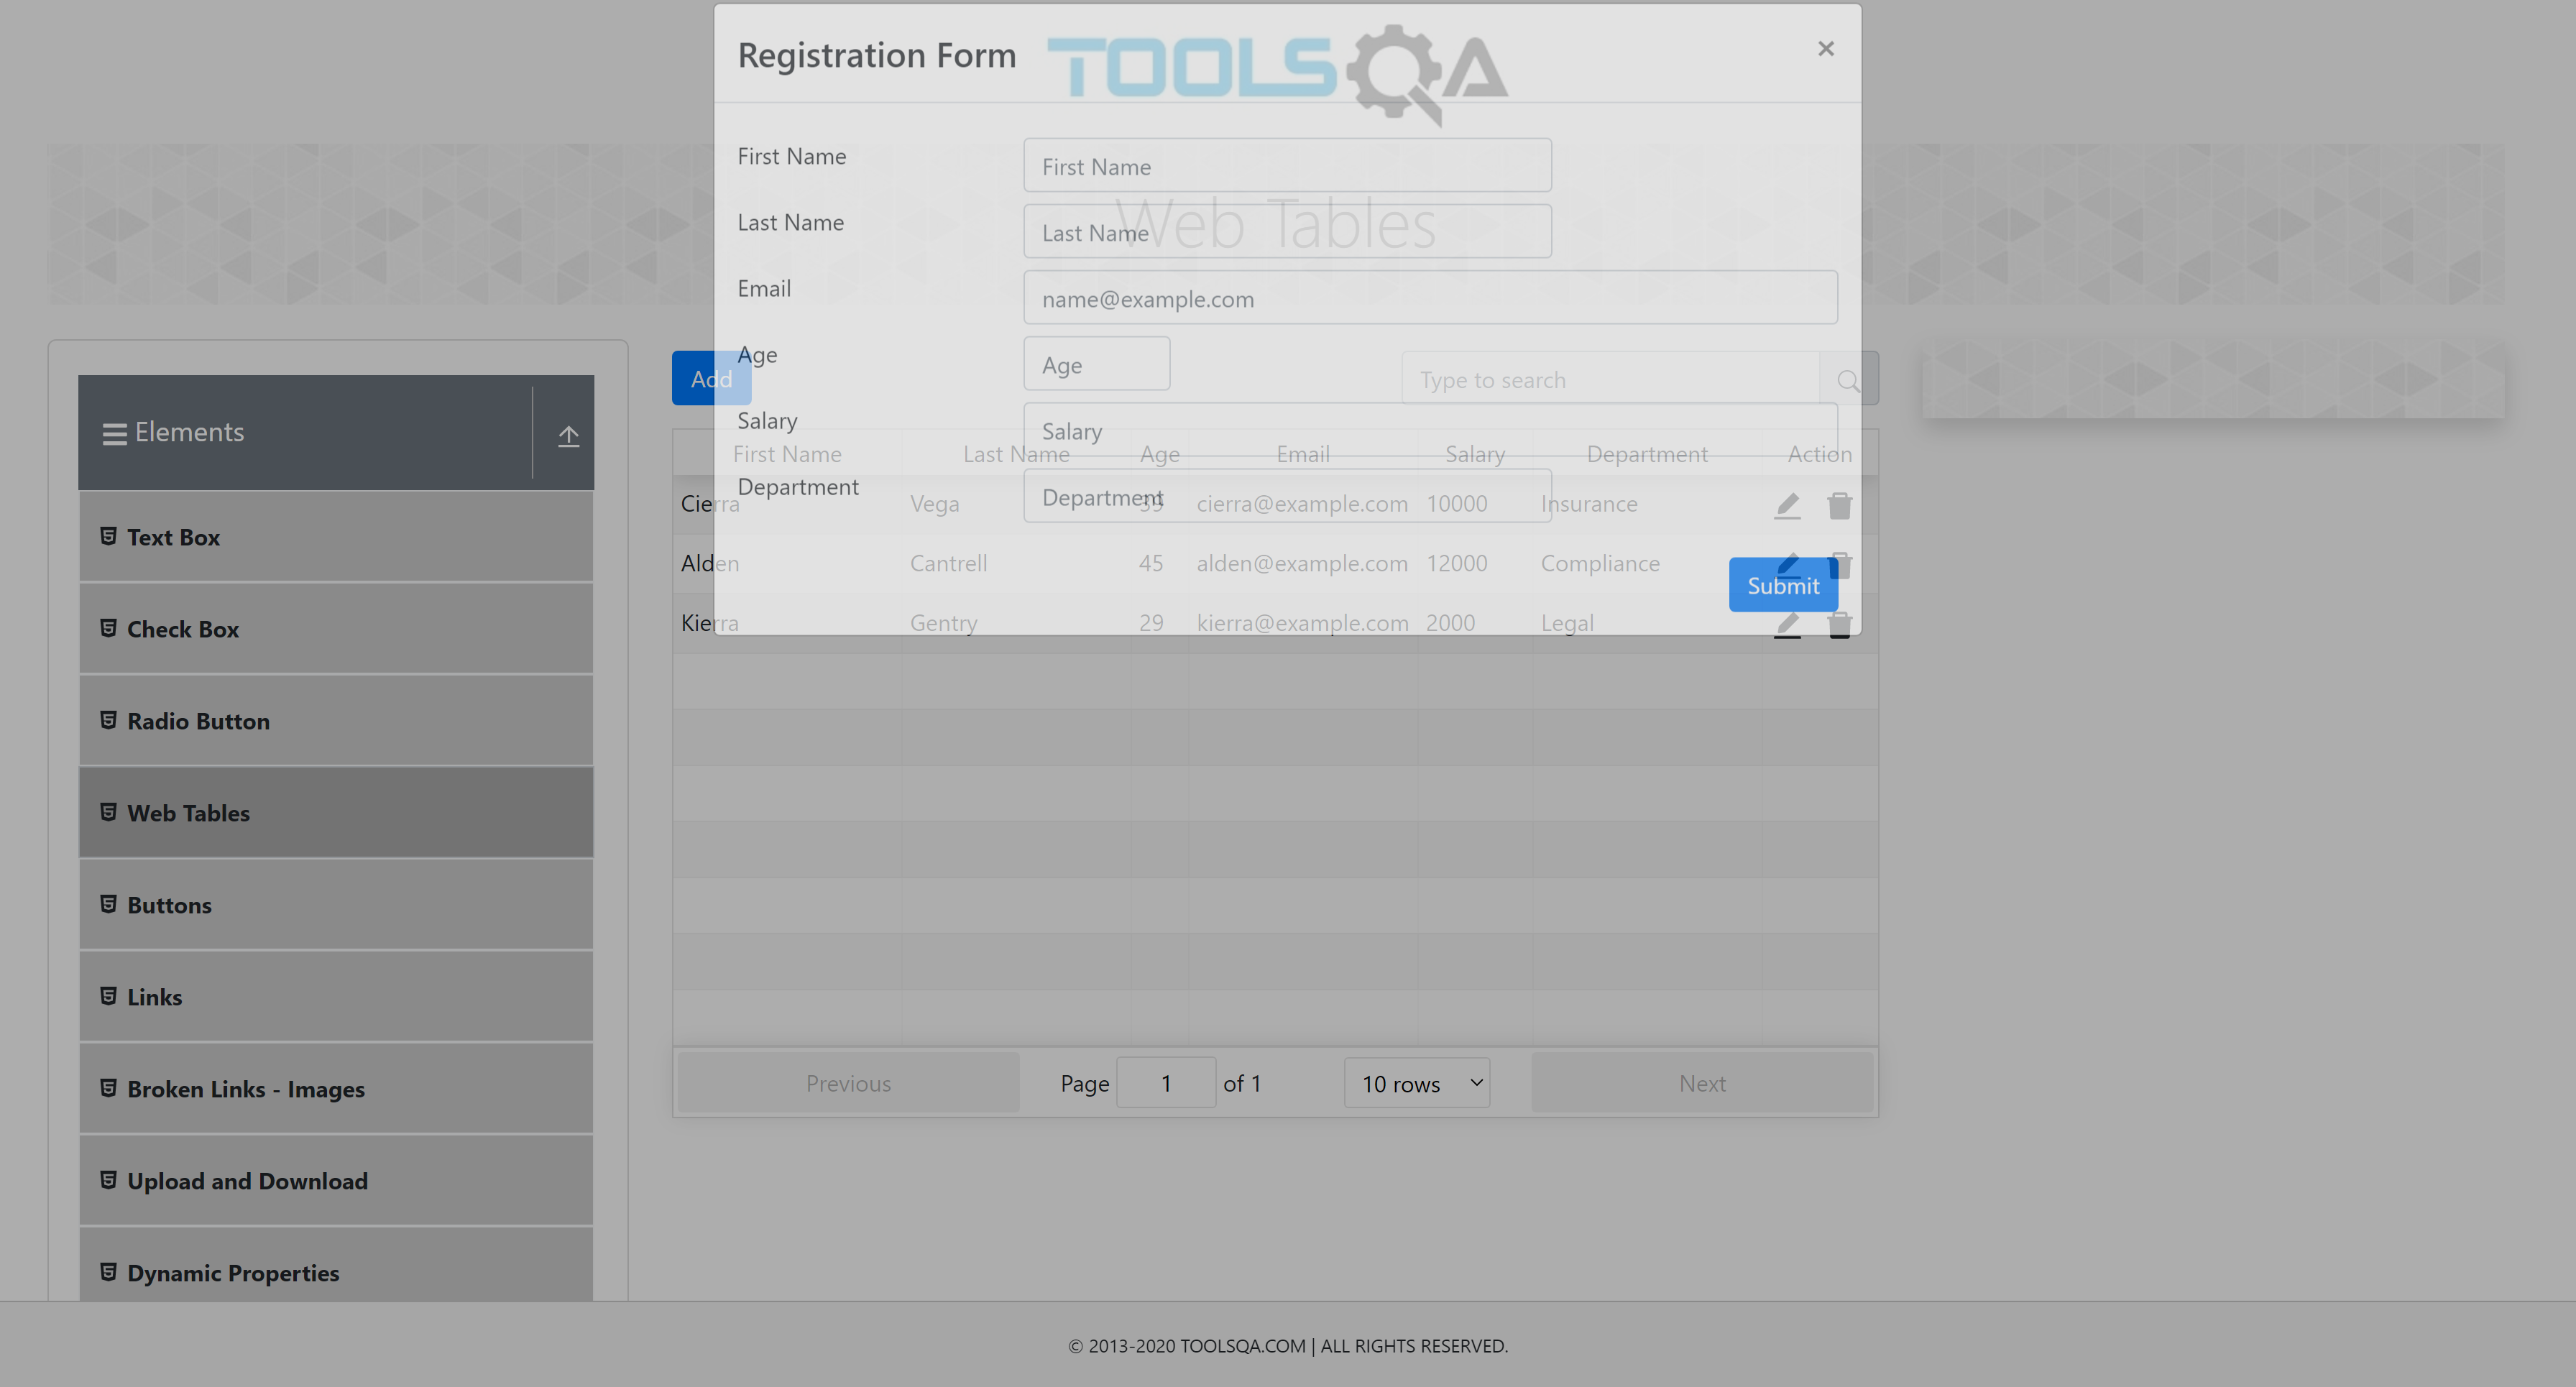 Registration Form
TOOLSQA
×
First Name
First Name
Last Name
Last Name
Web Tables
Email
name@example.com
Age
Age
Add
Type to search
Salary
Salary
Department
Department
First Name Last Name Age Email Salary Department Action
Cierra Vega 39 cierra@example.com 10000 Insurance
Alden Cantrell 45 alden@example.com 12000 Compliance
Submit
Kierra Gentry 29 kierra@example.com 2000 Legal
Previous
Page 1 of 1
10 rows
Next
Elements
Text Box
Check Box
Radio Button
Web Tables
Buttons
Links
Broken Links - Images
Upload and Download
Dynamic Properties
© 2013-2020 TOOLSQA.COM | ALL RIGHTS RESERVED.